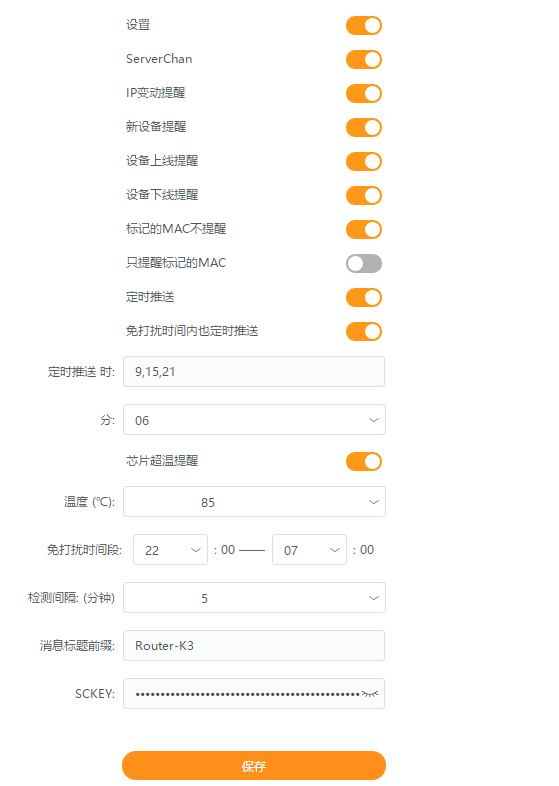 设置
ServerChan
IP变动提醒
新设备提醒
设备上线提醒
设备下线提醒
标记的MAC不提醒
只提醒标记的MAC
定时推送
免打扰时间内也定时推送
定时推送 时: 9,15,21
分: 06
芯片超温提醒
温度 (℃): 85
免打扰时间段: 22 : 00 —— 07 : 00
检测间隔: (分钟) 5
消息标题前缀: Router-K3
SCKEY:
保存